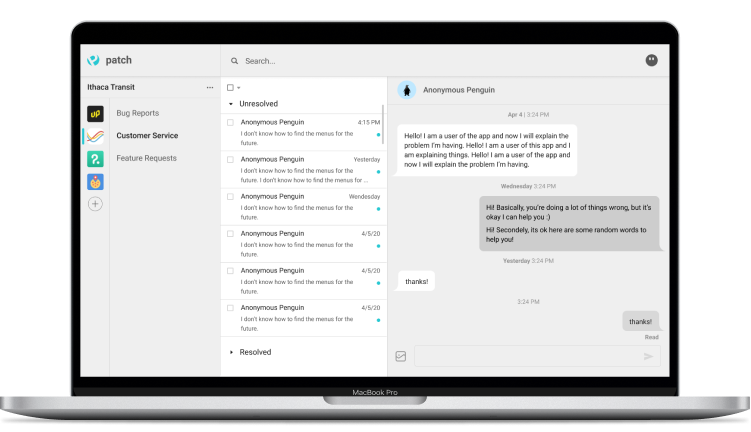 patch
Search...
Ithaca Transit
...
Bug Reports
Customer Service
Feature Requests
up
?
Unresolved
Anonymous Penguin 4:15 PM
I don't know how to find the menus for the
future.
Anonymous Penguin Yesterday
I don't know how to find the menus for the
future. I don't know how to find the menus for ...
Anonymous Penguin Wendesday
I don't know how to find the menus for the
future.
Anonymous Penguin 4/5/20
I don't know how to find the menus for the
future.
Anonymous Penguin 4/5/20
I don't know how to find the menus for the
future.
Anonymous Penguin 4/5/20
I don't know how to find the menus for the
future.
Resolved
Anonymous Penguin
Apr 4 | 3:24 PM
Hello! I am a user of the app and now I will explain the
problem I'm having. Hello! I am a user of this app and I
am explaining things. Hello! I am a user of the app and
now I will explain the problem I'm having.
Wednesday 3:24 PM
Hi! Basically, you're doing a lot of things wrong, but it's
okay I can help you :)
Hi! Secondely, its ok here are some random words to
help you!
Yesterday 3:24 PM
thanks!
3:24 PM
thanks!
Read
MacBook Pro